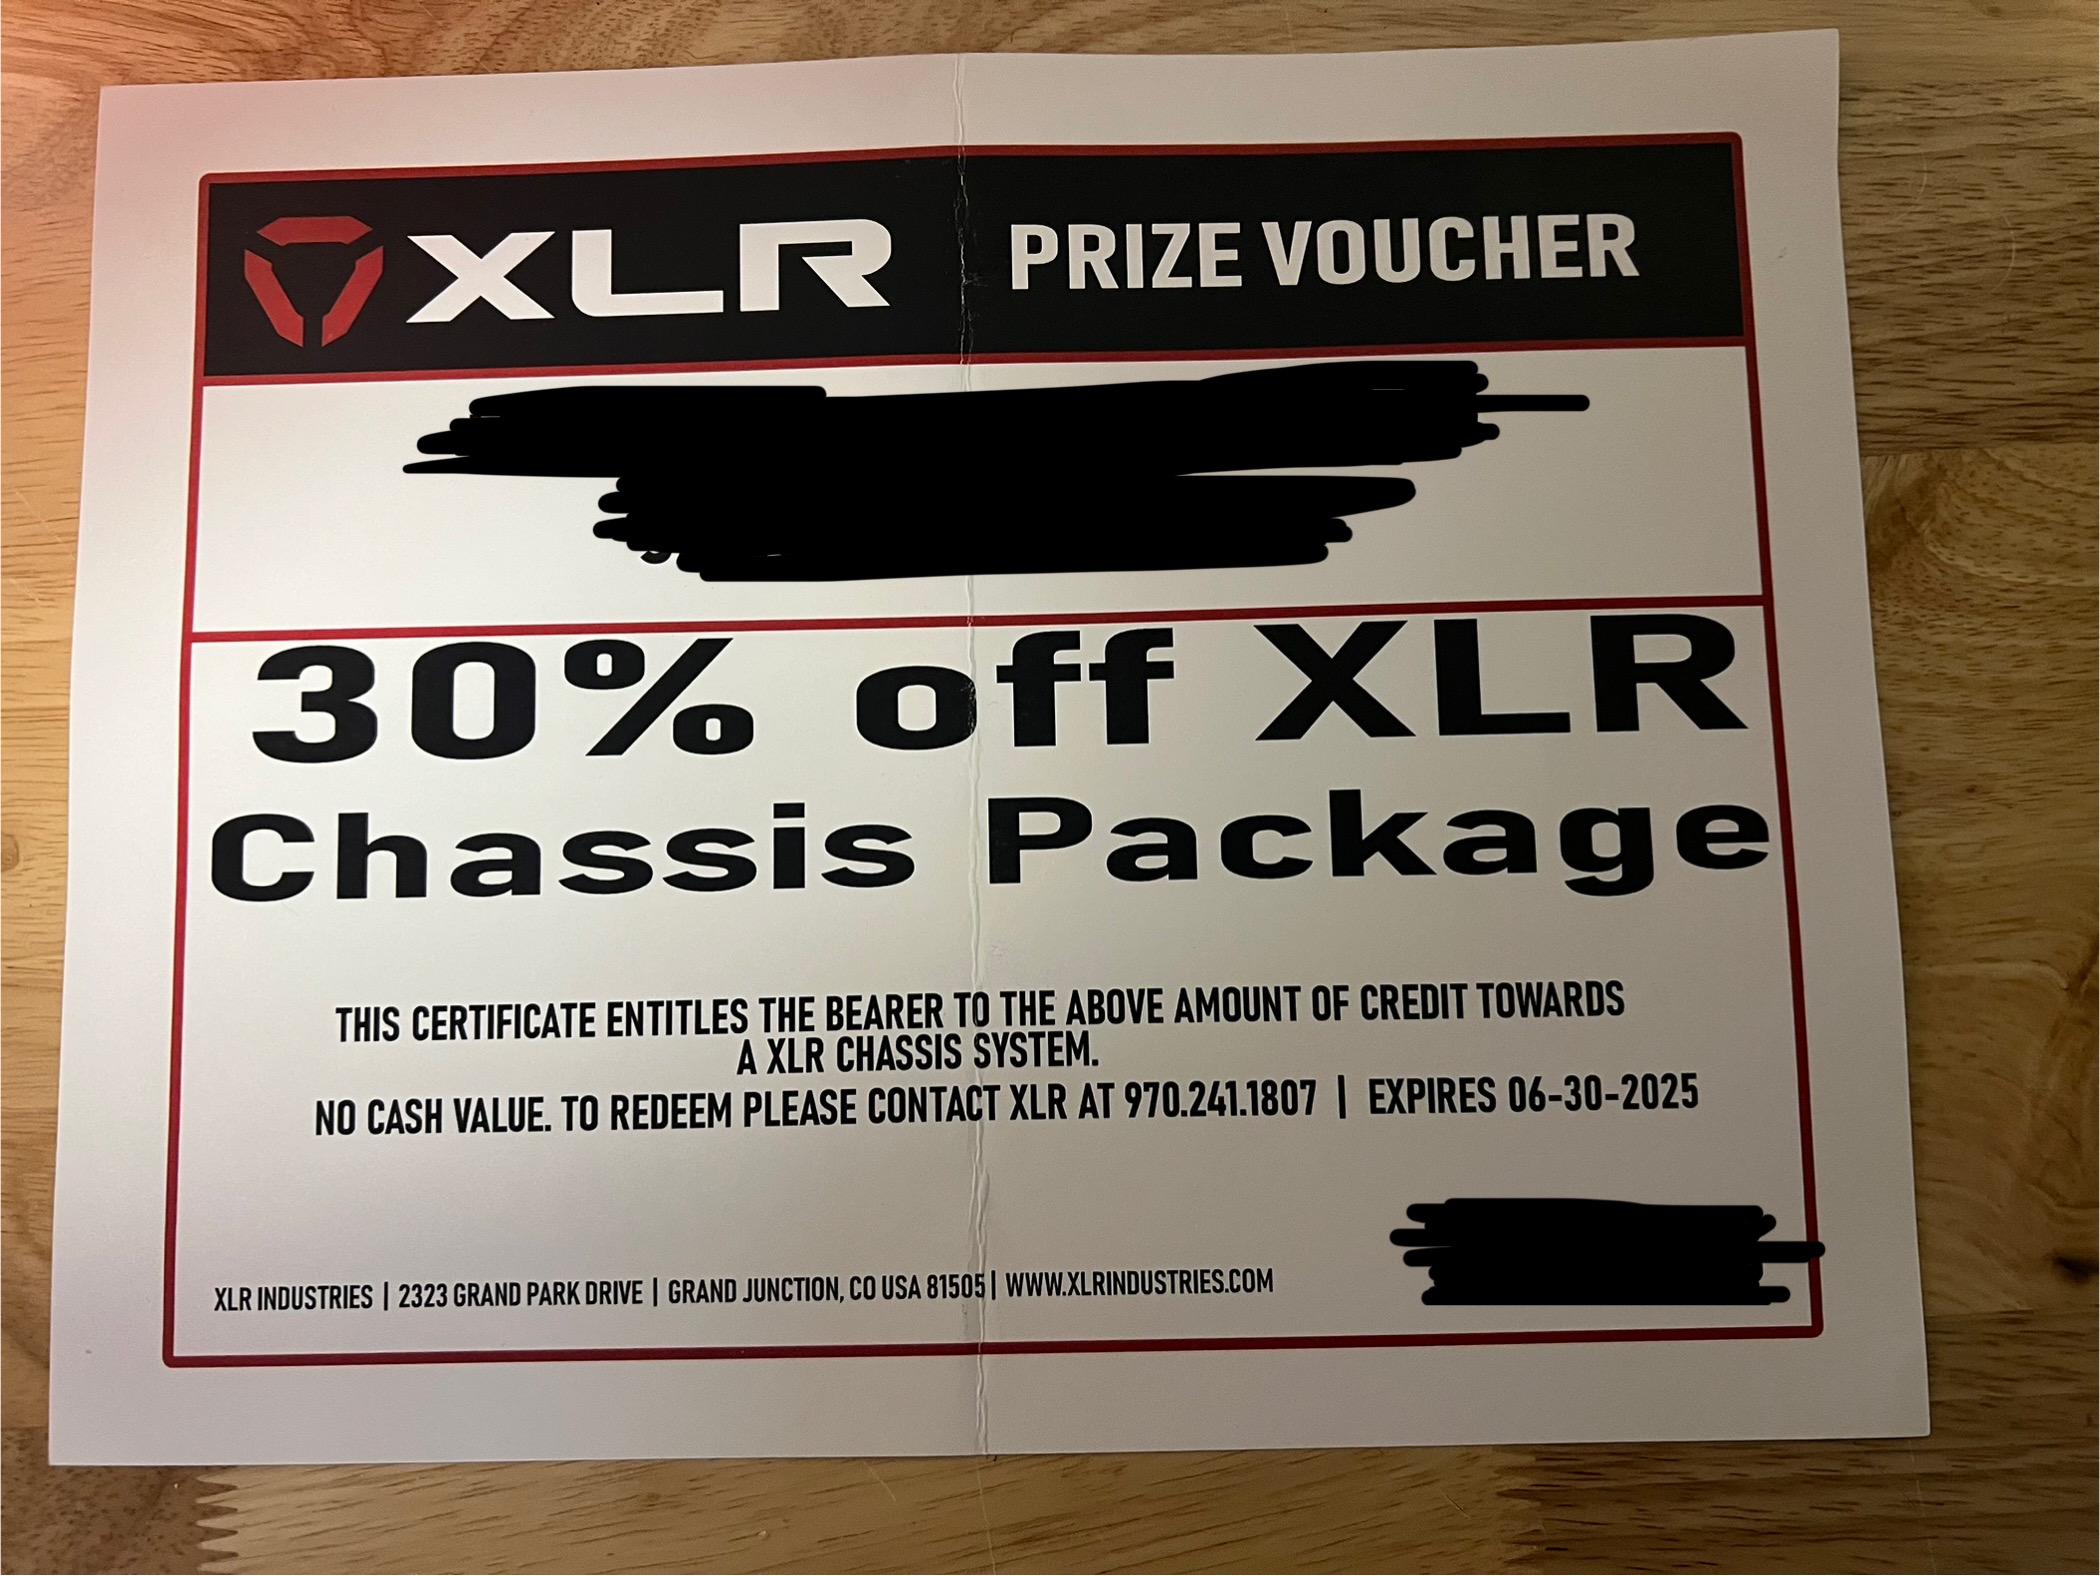 XLR PRIZE VOUCHER
30% off XLR
Chassis Package
THIS CERTIFICATE ENTITLES THE BEARER TO THE ABOVE AMOUNT OF CREDIT TOWARDS
A XLR CHASSIS SYSTEM.
NO CASH VALUE. TO REDEEM PLEASE CONTACT XLR AT 970.241.1807 | EXPIRES 06-30-2025
XLR INDUSTRIES | 2323 GRAND PARK DRIVE | GRAND JUNCTION, CO USA 81505 | WWW.XLRINDUSTRIES.COM